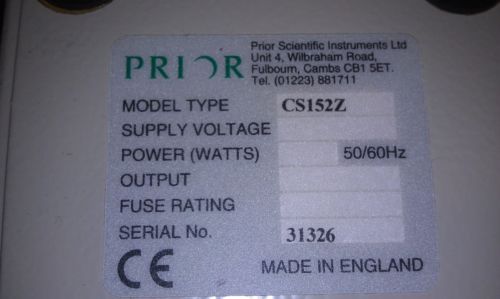 PRIOR
Prior Scientific Instruments Ltd
Unit 4, Wilbraham Road,
Fulbourn, Cambs CB1 5ET.
Tel. (01223) 881711
MODEL TYPE CS152Z
SUPPLY VOLTAGE
POWER (WATTS) 50/60Hz
OUTPUT
FUSE RATING
SERIAL No. 31326
CE MADE IN ENGLAND